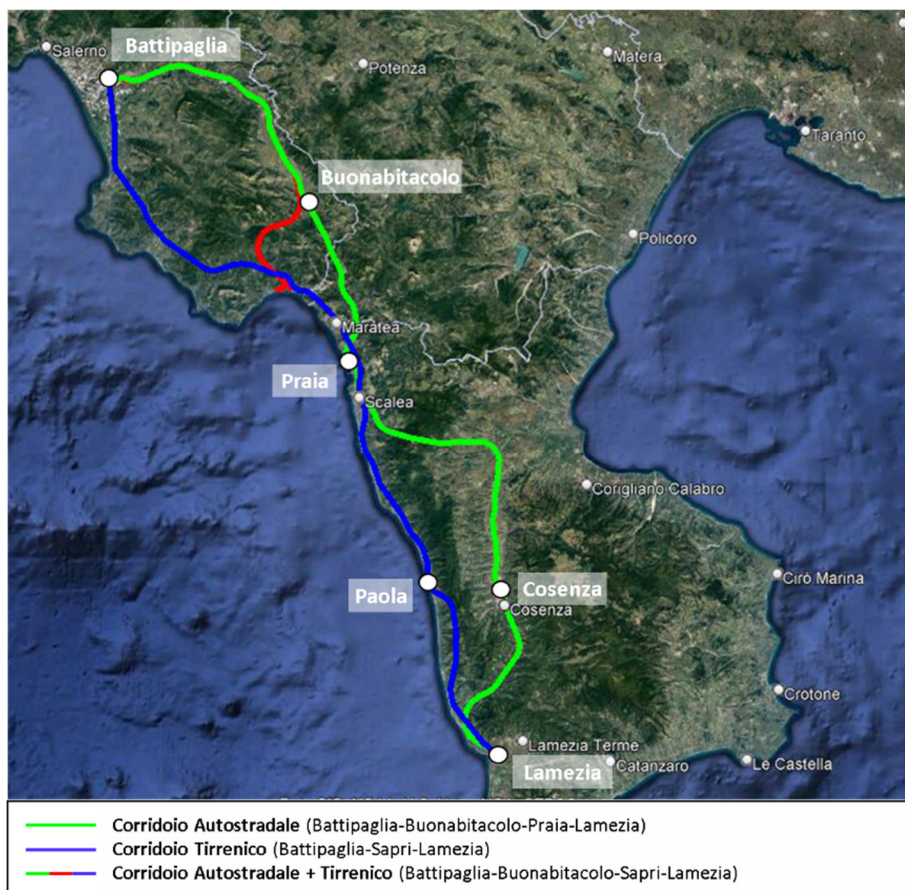 Salerno
Battipaglia
Potenza
Matera
Taranto
Buonabitacolo
Policoro
Maratea
Praia
Scalea
Corigliano Calabro
Paola
Cosenza
Cosenza
Cirò Marina
Crotone
Lamezia Terme
Lamezia
Catanzaro
Le Castella
Corridoio Autostradale (Battipaglia-Buonabitacolo-Praia-Lamezia)
Corridoio Tirrenico (Battipaglia-Sapri-Lamezia)
Corridoio Autostradale + Tirrenico (Battipaglia-Buonabitacolo-Sapri-Lamezia)